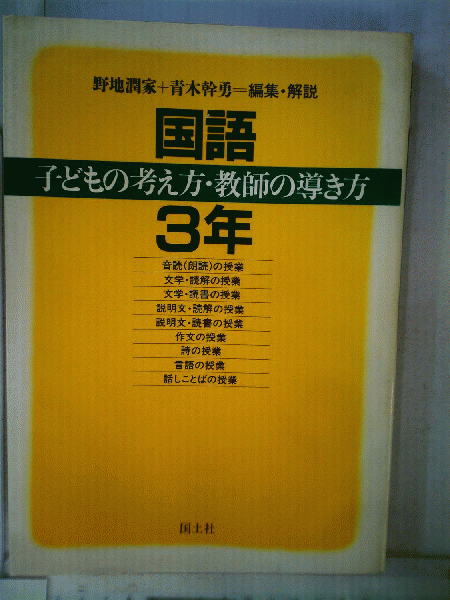 野地潤家+青木幹勇=編集・解説
国語
子どもの考え方・教師の導き方
3年
音読(朗読)の授業
文学・読解の授業
文学・読書の授業
説明文・読解の授業
説明文・読書の授業
作文の授業
詩の授業
言語の授業
話しことばの授業
国土社